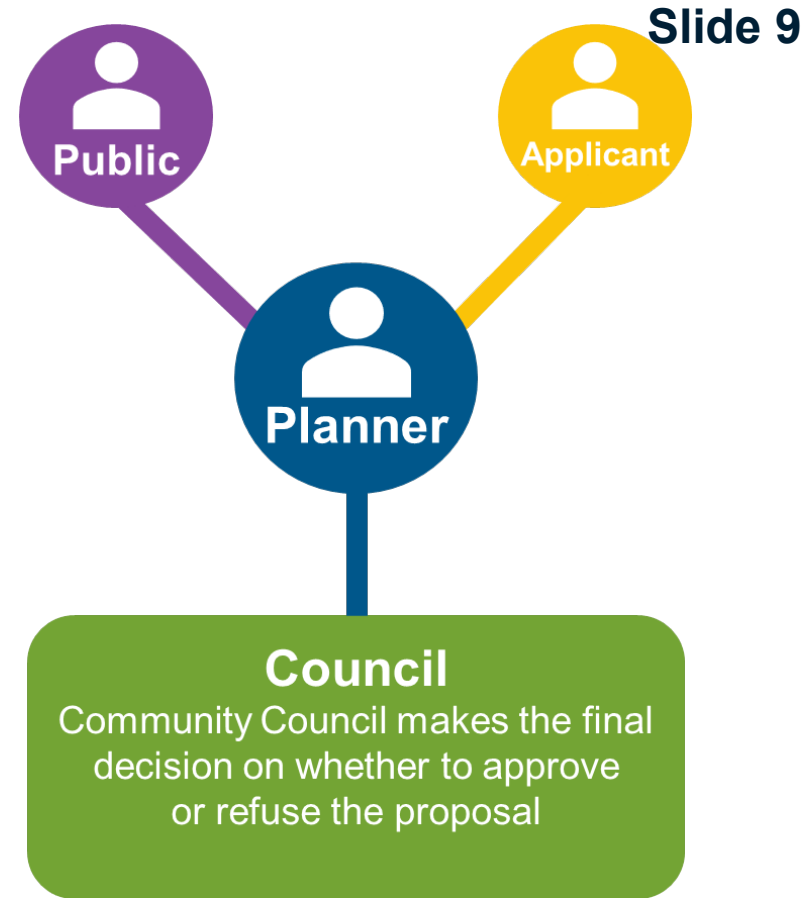 Slide 9
Public
Applicant
Planner
Council
Community Council makes the final
decision on whether to approve
or refuse the proposal